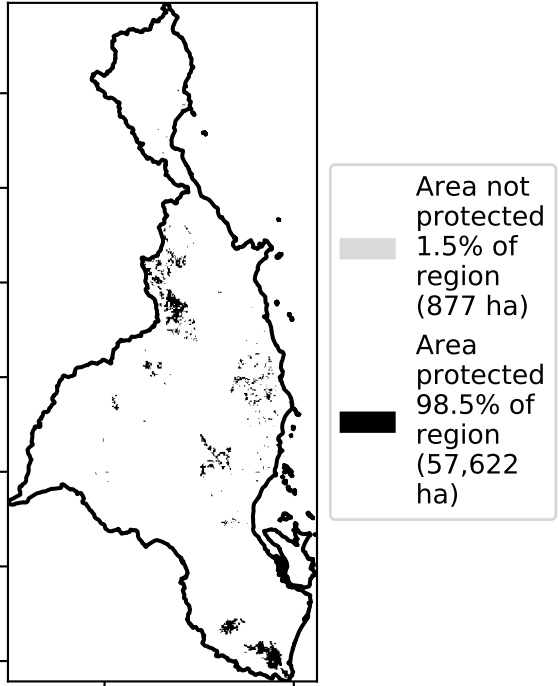 Area not
protected
1.5% of
region
(877 ha)
Area
protected
98.5% of
region
(57,622
ha)